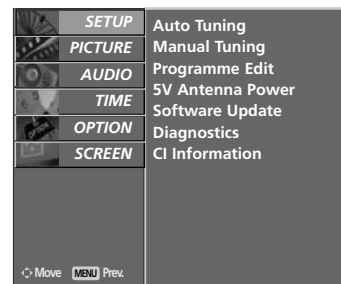 SETUP
PICTURE
AUDIO
TIME
OPTION
SCREEN
Auto Tuning
Manual Tuning
Programme Edit
5V Antenna Power
Software Update
Diagnostics
CI Information
Move MENU Prev.